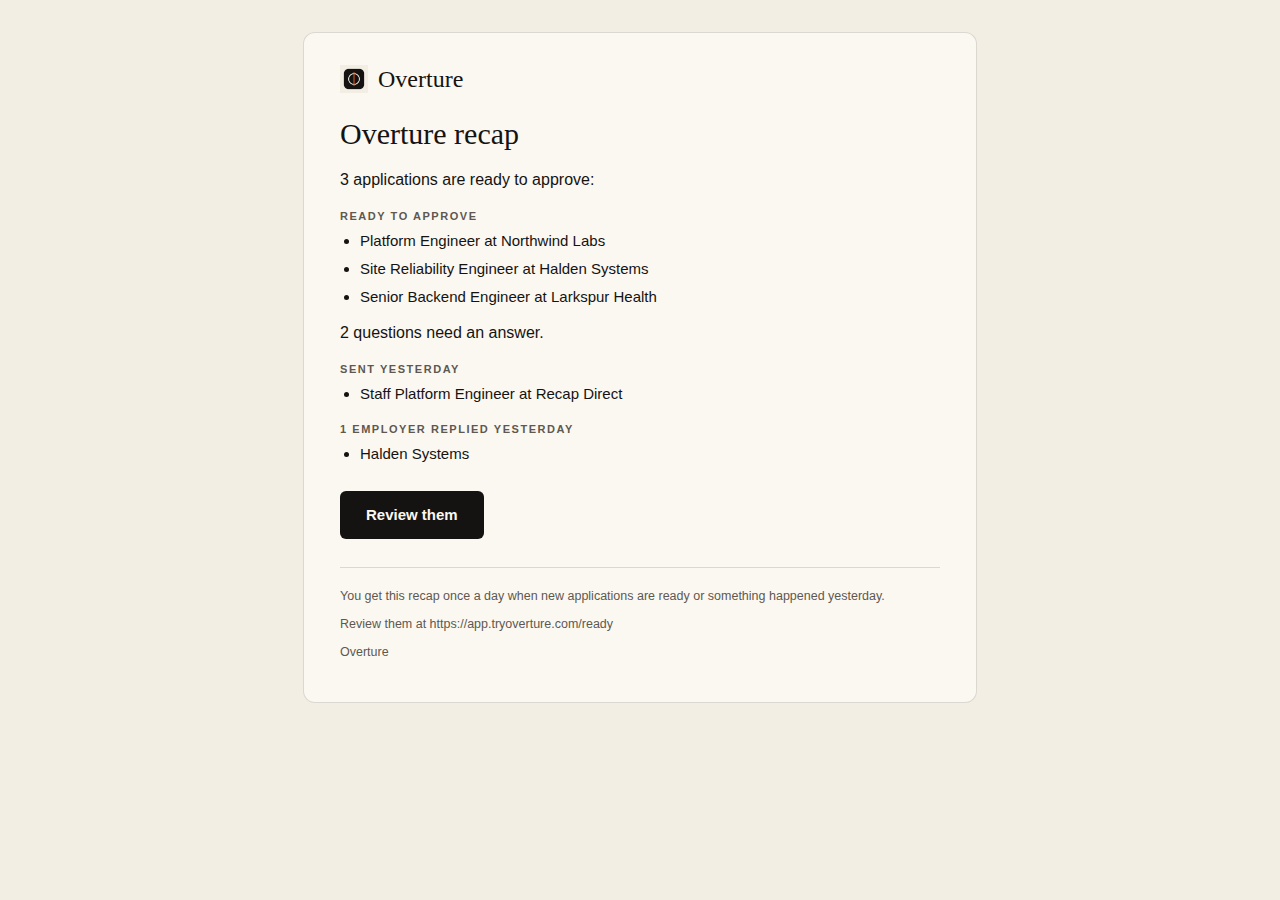 Overture
Overture recap
3 applications are ready to approve:
READY TO APPROVE
Platform Engineer at Northwind Labs
Site Reliability Engineer at Halden Systems
Senior Backend Engineer at Larkspur Health
2 questions need an answer.
SENT YESTERDAY
Staff Platform Engineer at Recap Direct
1 EMPLOYER REPLIED YESTERDAY
Halden Systems
Review them
You get this recap once a day when new applications are ready or something happened yesterday.
Review them at https://app.tryoverture.com/ready
Overture